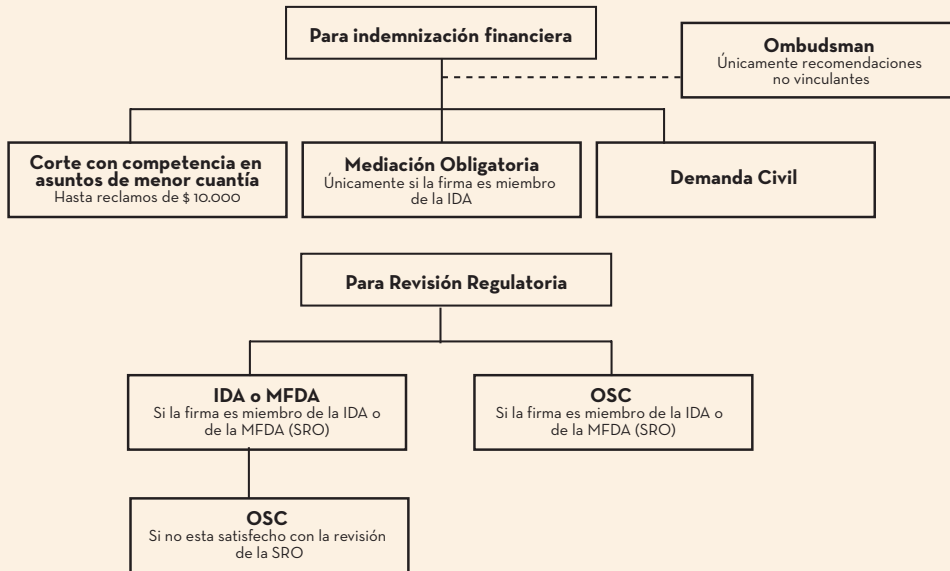 Para indemnización financiera
Ombudsman
Únicamente recomendaciones
no vinculantes
Corte con competencia en
asuntos de menor cuantía
Hasta reclamos de $ 10.000
Mediación Obligatoria
Únicamente si la firma es miembro
de la IDA
Demanda Civil
Para Revisión Regulatoria
IDA o MFDA
Si la firma es miembro de la IDA o
de la MFDA (SRO)
OSC
Si la firma es miembro de la IDA o
de la MFDA (SRO)
OSC
Si no esta satisfecho con la revisión
de la SRO